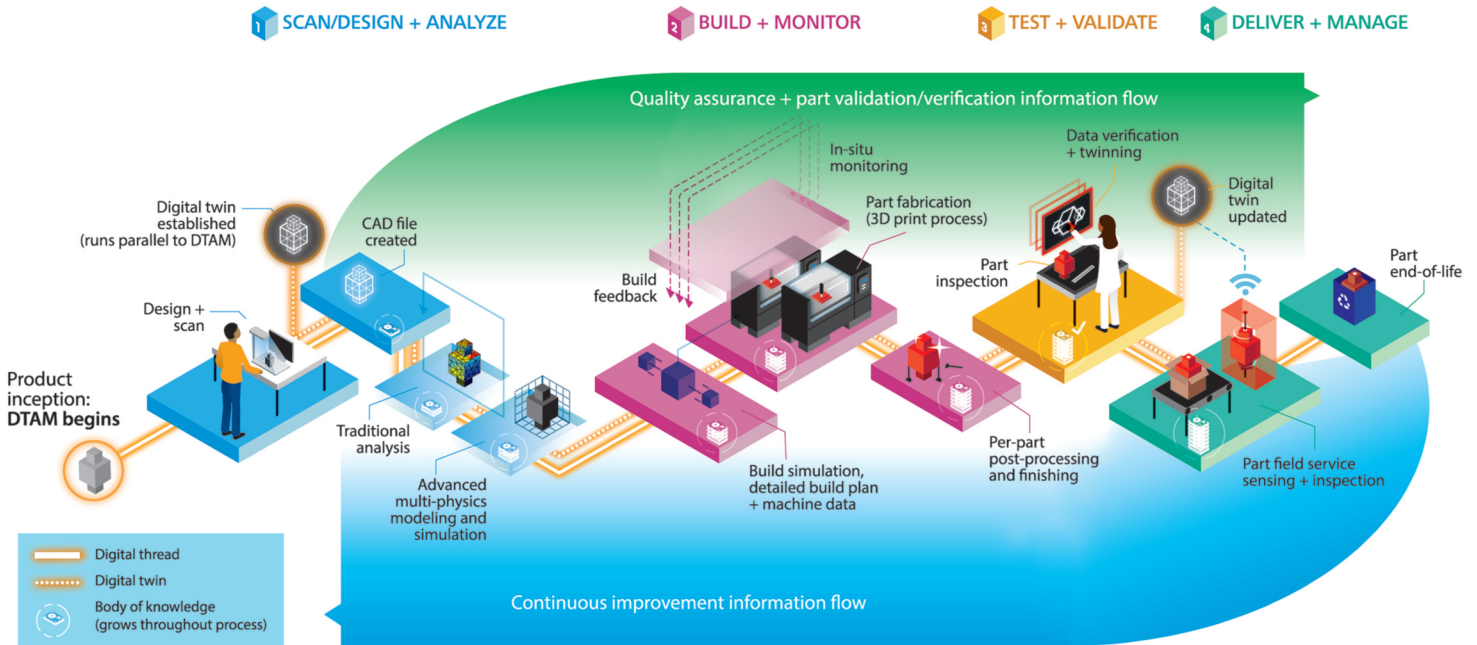 1 SCAN/DESIGN + ANALYZE
2 BUILD + MONITOR
3 TEST + VALIDATE
4 DELIVER + MANAGE
Quality assurance + part validation/verification information flow
Digital twin
established
(runs parallel to DTAM)
CAD file
created
Design +
scan
Product
inception:
DTAM begins
Traditional
analysis
Advanced
multi-physics
modeling and
simulation
Build
feedback
In-situ
monitoring
Part fabrication
(3D print process)
Build simulation,
detailed build plan
+ machine data
Per-part
post-processing
and finishing
Data verification
+ twinning
Part
inspection
Digital
twin
updated
Part field service
sensing + inspection
Part
end-of-life
Continuous improvement information flow
Digital thread
Digital twin
Body of knowledge
(grows throughout process)